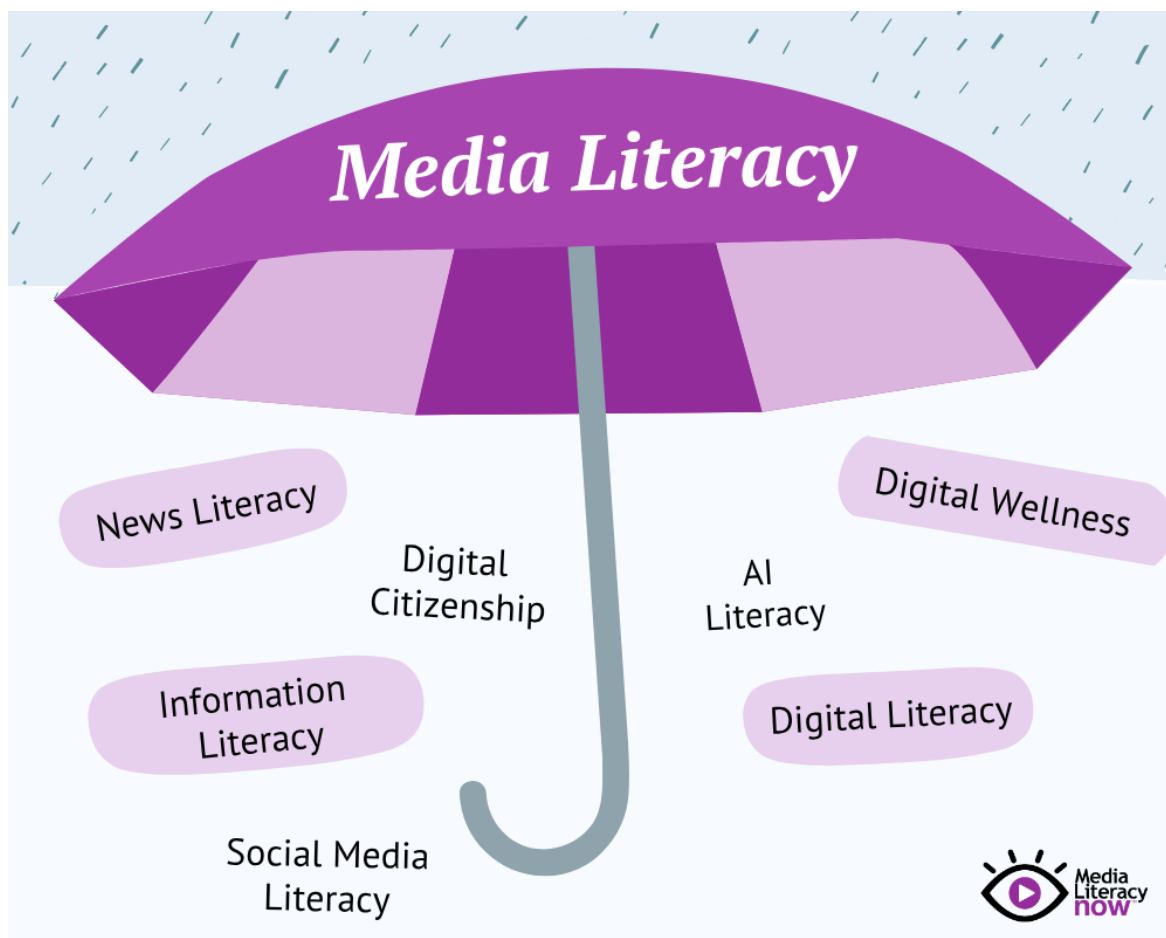 Media Literacy
News Literacy
Digital Wellness
Digital
Citizenship
AI
Literacy
Information
Literacy
Digital Literacy
Social Media
Literacy
Media
Literacy
now